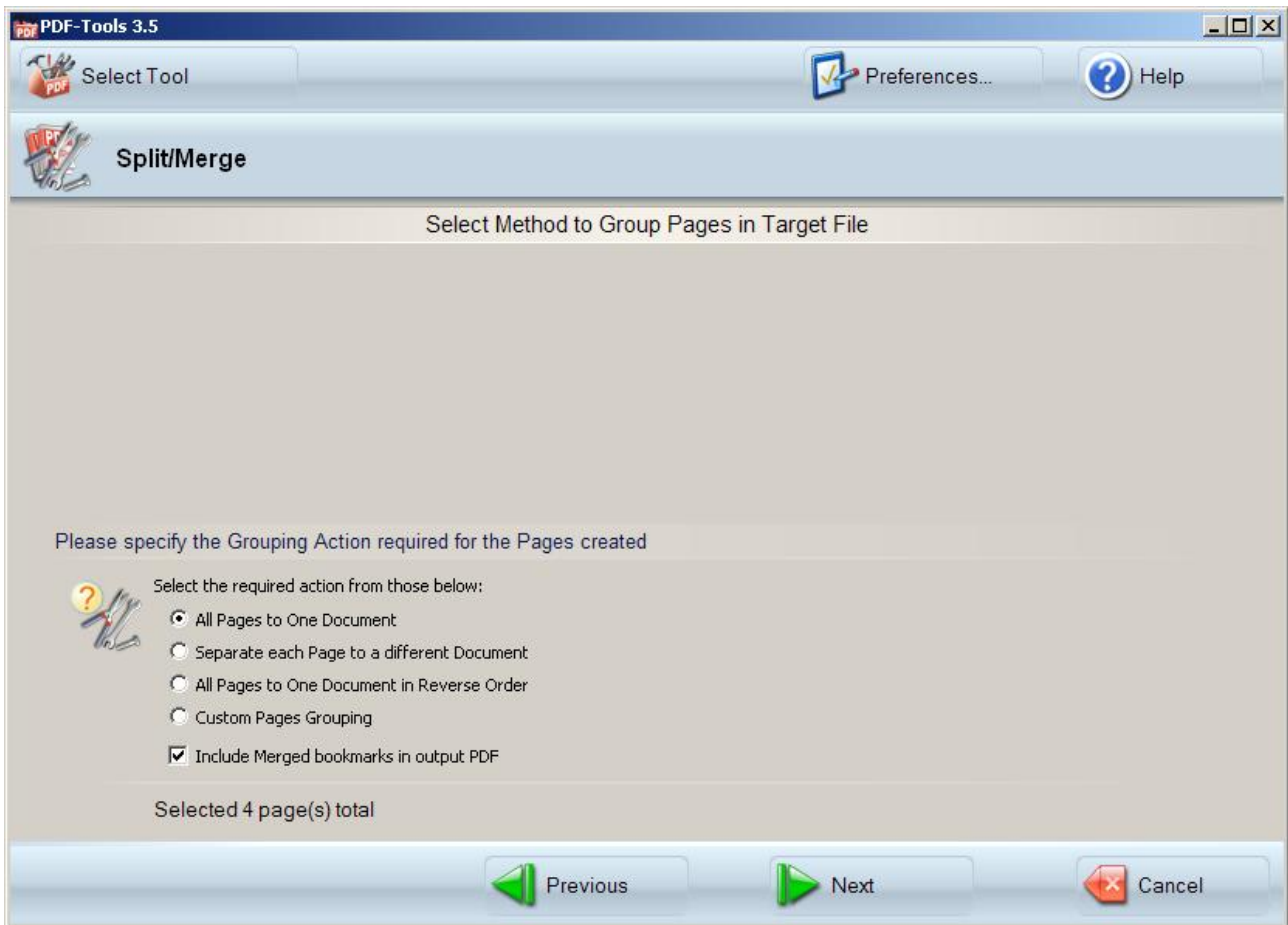 PDF-Tools 3.5
Select Tool
Preferences...
Help
Split/Merge
Select Method to Group Pages in Target File
Please specify the Grouping Action required for the Pages created
Select the required action from those below:
All Pages to One Document
Separate each Page to a different Document
All Pages to One Document in Reverse Order
Custom Pages Grouping
Include Merged bookmarks in output PDF
Selected 4 page(s) total
Previous
Next
Cancel